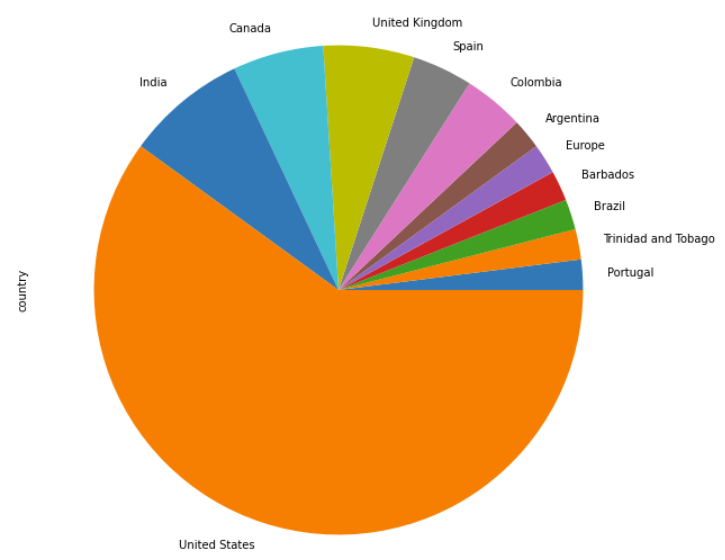 United Kingdom
Canada
Spain
India
Colombia
Argentina
Europe
Barbados
Brazil
Trinidad and Tobago
Portugal
country
United States